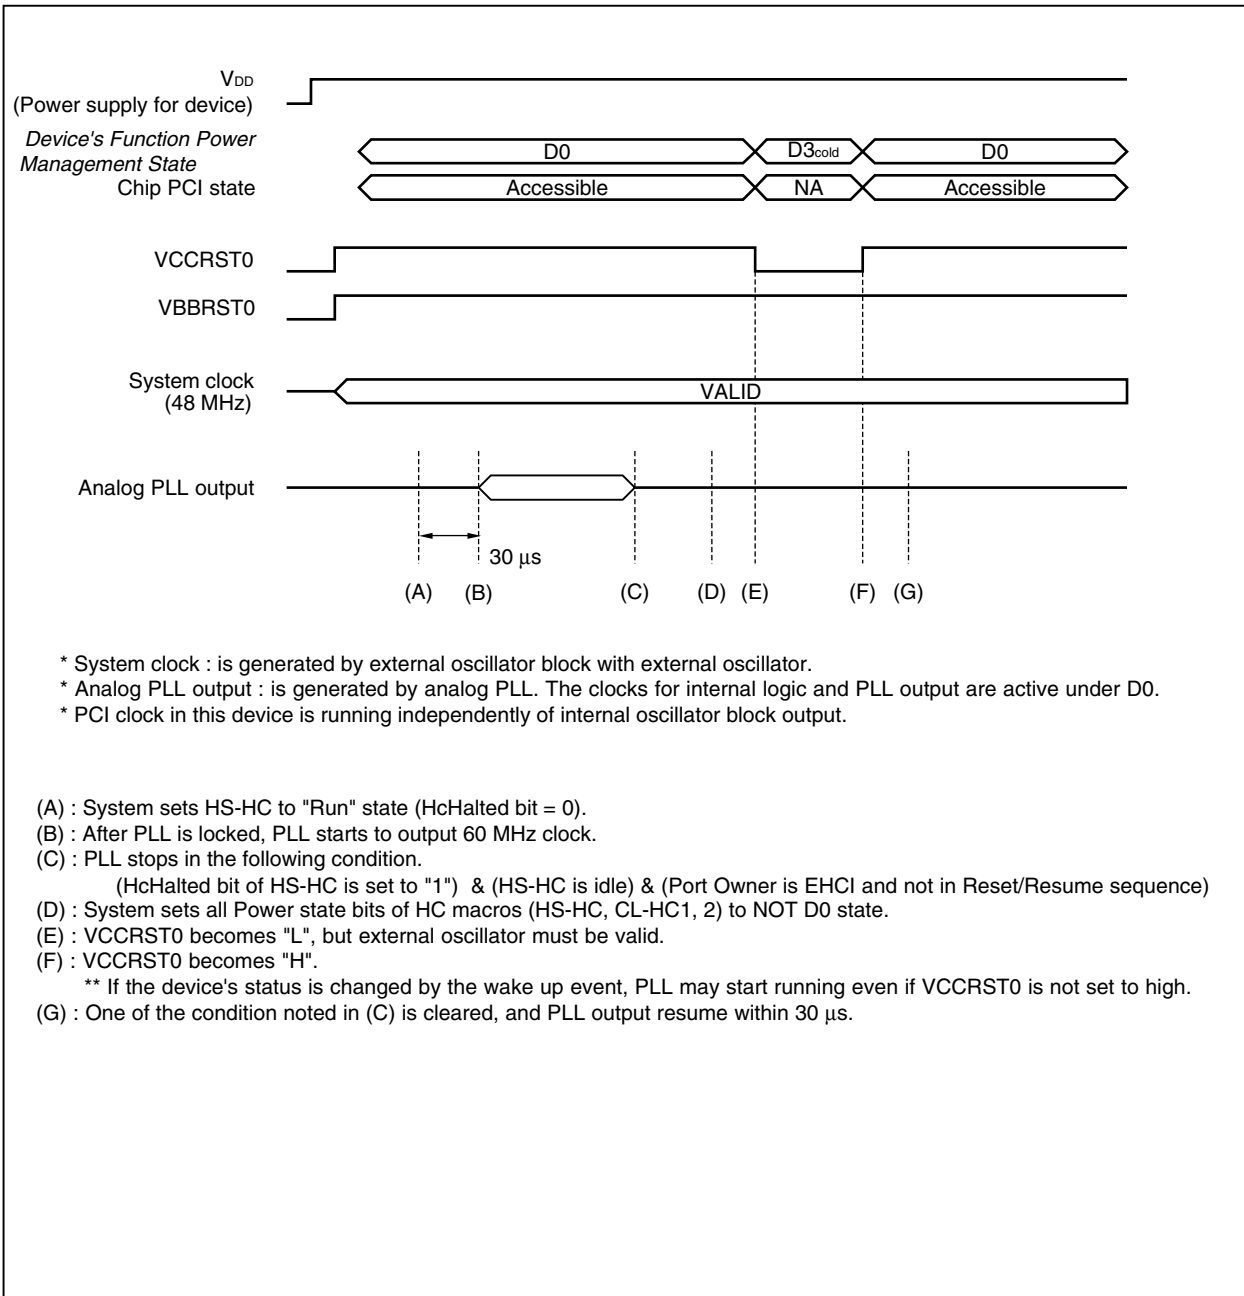 VDD
(Power supply for device)
Device's Function Power
Management State
D0
D3cold
D0
Chip PCI state
Accessible
NA
Accessible
VCCRST0
VBBRST0
System clock
(48 MHz)
VALID
Analog PLL output
30 μs
(A) (B) (C) (D) (E) (F) (G)
* System clock : is generated by external oscillator block with external oscillator.
* Analog PLL output : is generated by analog PLL. The clocks for internal logic and PLL output are active under D0.
* PCI clock in this device is running independently of internal oscillator block output.
(A) : System sets HS-HC to "Run" state (HcHalted bit = 0).
(B) : After PLL is locked, PLL starts to output 60 MHz clock.
(C) : PLL stops in the following condition.
(HcHalted bit of HS-HC is set to "1") & (HS-HC is idle) & (Port Owner is EHCI and not in Reset/Resume sequence)
(D) : System sets all Power state bits of HC macros (HS-HC, CL-HC1, 2) to NOT D0 state.
(E) : VCCRST0 becomes "L", but external oscillator must be valid.
(F) : VCCRST0 becomes "H".
** If the device's status is changed by the wake up event, PLL may start running even if VCCRST0 is not set to high.
(G) : One of the condition noted in (C) is cleared, and PLL output resume within 30 μs.